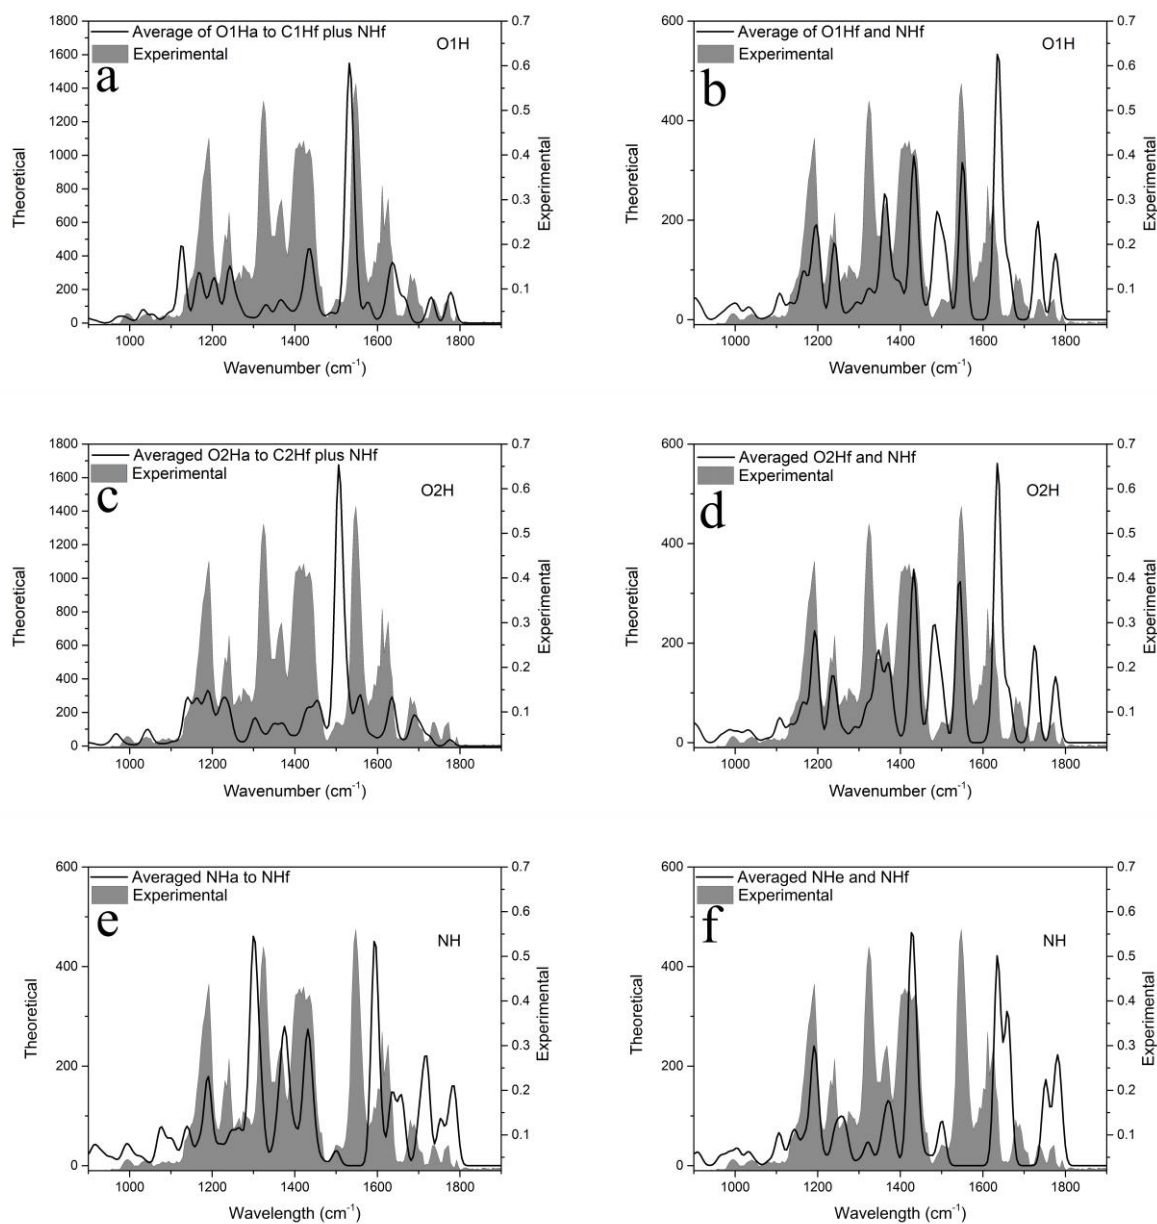 Average of O1Ha to C1Hf plus NHf
Experimental
O1H
a
1800
1600
1400
1200
1000
800
600
400
200
0
0.7
0.6
0.5
0.4
0.3
0.2
0.1
Theoretical
Experimental
1000 1200 1400 1600 1800
Wavenumber (cm-1)
Average of O1Hf and NHf
Experimental
O1H
b
600
400
200
0
0.7
0.6
0.5
0.4
0.3
0.2
0.1
Theoretical
Experimental
1000 1200 1400 1600 1800
Wavenumber (cm-1)
Averaged O2Ha to C2Hf plus NHf
Experimental
O2H
c
1800
1600
1400
1200
1000
800
600
400
200
0
0.7
0.6
0.5
0.4
0.3
0.2
0.1
Theoretical
Experimental
1000 1200 1400 1600 1800
Wavenumber (cm-1)
Averaged O2Hf and NHf
Experimental
O2H
d
600
400
200
0
0.7
0.6
0.5
0.4
0.3
0.2
0.1
Theoretical
Experimental
1000 1200 1400 1600 1800
Wavenumber (cm-1)
Averaged NHa to NHf
Experimental
NH
e
600
400
200
0
0.7
0.6
0.5
0.4
0.3
0.2
0.1
Theoretical
Experimental
1000 1200 1400 1600 1800
Wavelength (cm-1)
Averaged NHe and NHf
Experimental
NH
f
600
400
200
0
0.7
0.6
0.5
0.4
0.3
0.2
0.1
Theoretical
Experimental
1000 1200 1400 1600 1800
Wavelength (cm-1)